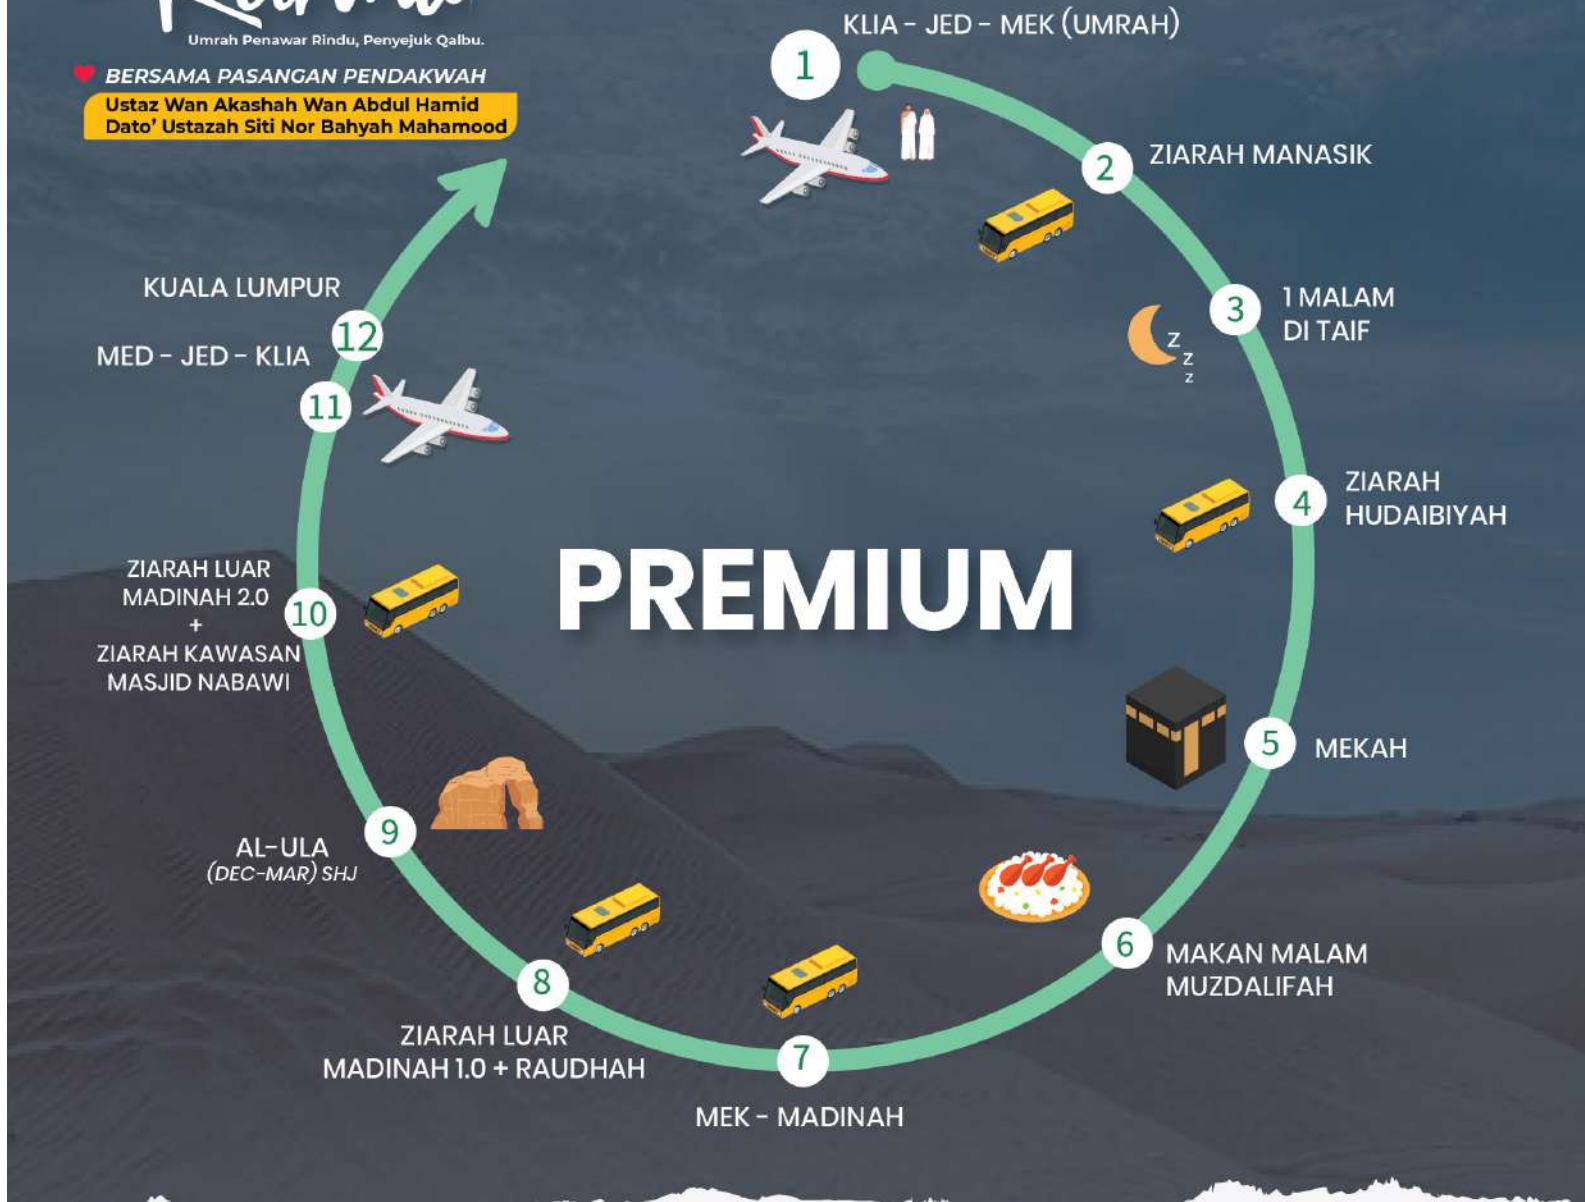 Umrah Penawar Rindu, Penyejuk Qalbu.
BERSAMA PASANGAN PENDAKWAH
Ustaz Wan Akashah Wan Abdul Hamid
Dato' Ustazah Siti Nor Bahyah Mahamood
KLIA - JED - MEK (UMRAH)
1
2
ZIARAH MANASIK
3
1 MALAM
DI TAIF
z
z
z
4
ZIARAH
HUDAIBIYAH
PREMIUM
5
MEKAH
6
MAKAN MALAM
MUZDALIFAH
7
MEK - MADINAH
8
ZIARAH LUAR
MADINAH 1.0 + RAUDHAH
9
AL-ULA
(DEC-MAR) SHJ
10
ZIARAH LUAR
MADINAH 2.0
+
ZIARAH KAWASAN
MASJID NABAWI
11
MED - JED - KLIA
12
KUALA LUMPUR